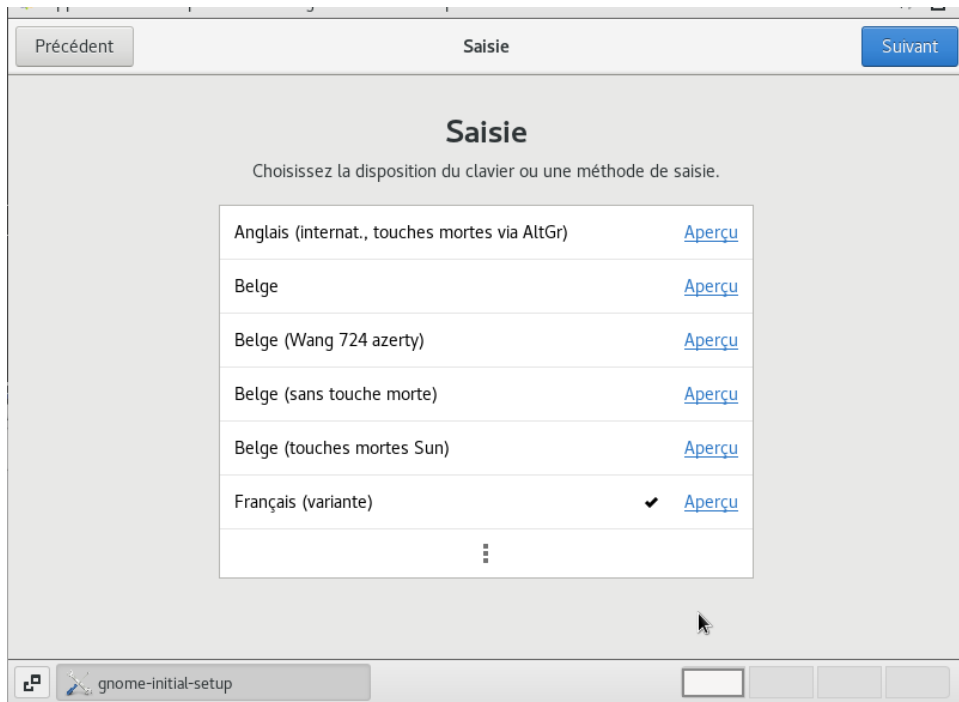 Précédent
Saisie
Suivant
Saisie
Choisissez la disposition du clavier ou une méthode de saisie.
Anglais (internat., touches mortes via AltGr) Aperçu
Belge Aperçu
Belge (Wang 724 azerty) Aperçu
Belge (sans touche morte) Aperçu
Belge (touches mortes Sun) Aperçu
Français (variante) Aperçu
gnome-initial-setup